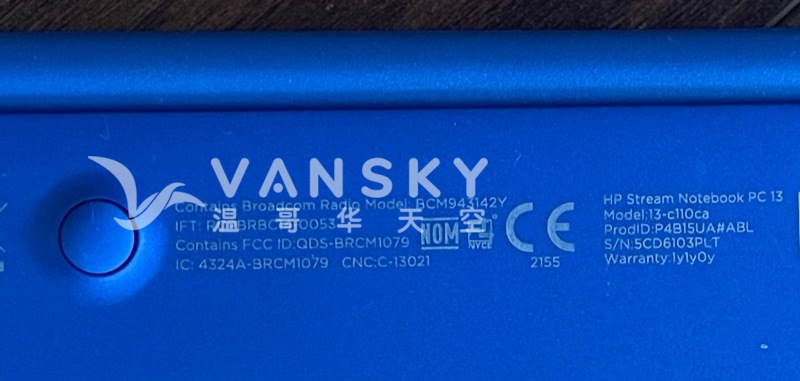 VANSKY
温哥华天空
Contains Broadcom Radio Model: BCM943142Y
IFT:
Contains FCC ID:QDS-BRCM1079
IC: 4324A-BRCM1079 CNC:C-13021
NOM
NYCE
CE
2155
HP Stream Notebook PC 13
Model:13-c110ca
ProdID:P4B15UA#ABL
S/N:5CD6103PLT
Warranty:1y1y0y